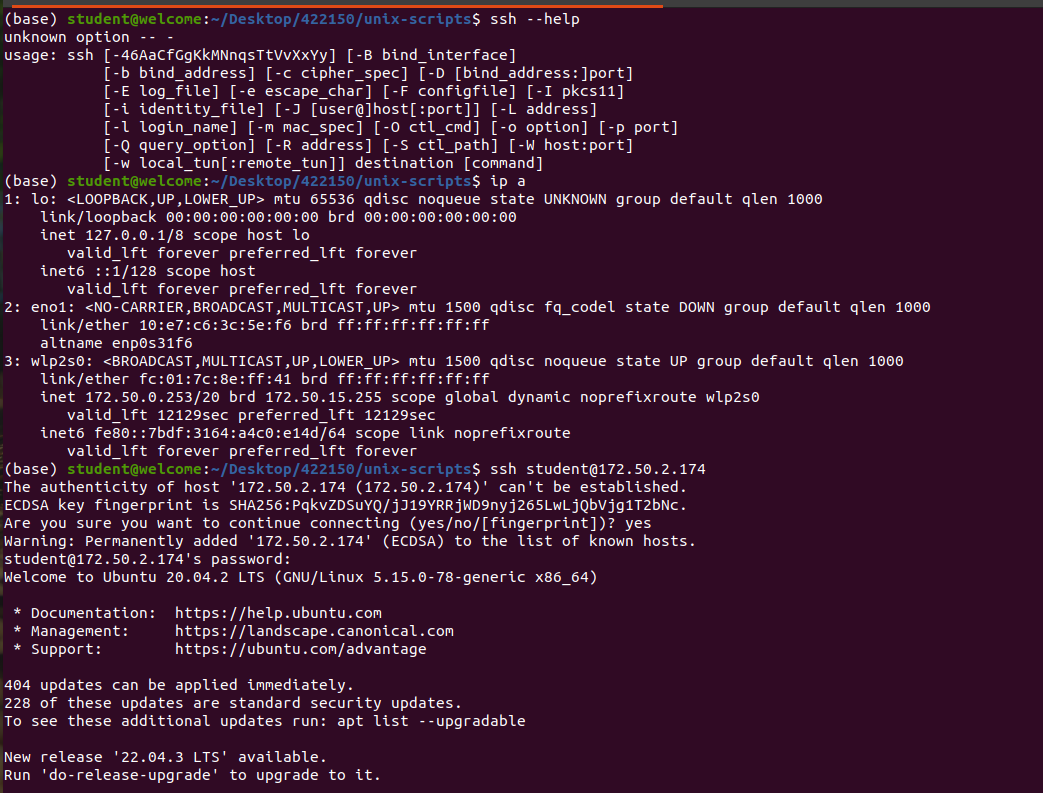 (base) student@welcome:~/Desktop/422150/unix-scripts$ ssh --help
unknown option -- -
usage: ssh [-46AaCfGgKkMNnqsTtVvXxYy] [-B bind_interface]
           [-b bind_address] [-c cipher_spec] [-D [bind_address:]port]
           [-E log_file] [-e escape_char] [-F configfile] [-I pkcs11]
           [-i identity_file] [-J [user@]host[:port]] [-L address]
           [-l login_name] [-m mac_spec] [-O ctl_cmd] [-o option] [-p port]
           [-Q query_option] [-R address] [-S ctl_path] [-W host:port]
           [-w local_tun[:remote_tun]] destination [command]
(base) student@welcome:~/Desktop/422150/unix-scripts$ ip a
1: lo: <LOOPBACK,UP,LOWER_UP> mtu 65536 qdisc noqueue state UNKNOWN group default qlen 1000
    link/loopback 00:00:00:00:00:00 brd 00:00:00:00:00:00
    inet 127.0.0.1/8 scope host lo
       valid_lft forever preferred_lft forever
    inet6 ::1/128 scope host
       valid_lft forever preferred_lft forever
2: eno1: <NO-CARRIER,BROADCAST,MULTICAST,UP> mtu 1500 qdisc fq_codel state DOWN group default qlen 1000
    link/ether 10:e7:c6:3c:5e:f6 brd ff:ff:ff:ff:ff:ff
    altname enp0s31f6
3: wlp2s0: <BROADCAST,MULTICAST,UP,LOWER_UP> mtu 1500 qdisc noqueue state UP group default qlen 1000
    link/ether fc:01:7c:8e:ff:41 brd ff:ff:ff:ff:ff:ff
    inet 172.50.0.253/20 brd 172.50.15.255 scope global dynamic noprefixroute wlp2s0
       valid_lft 12129sec preferred_lft 12129sec
    inet6 fe80::7bdf:3164:a4c0:e14d/64 scope link noprefixroute
       valid_lft forever preferred_lft forever
(base) student@welcome:~/Desktop/422150/unix-scripts$ ssh student@172.50.2.174
The authenticity of host '172.50.2.174 (172.50.2.174)' can't be established.
ECDSA key fingerprint is SHA256:PqkvZDSuYQ/jJ19YRRjWD9nyj265LwLjQbVjg1T2bNc.
Are you sure you want to continue connecting (yes/no/[fingerprint])? yes
Warning: Permanently added '172.50.2.174' (ECDSA) to the list of known hosts.
student@172.50.2.174's password:
Welcome to Ubuntu 20.04.2 LTS (GNU/Linux 5.15.0-78-generic x86_64)

 * Documentation:  https://help.ubuntu.com
 * Management:     https://landscape.canonical.com
 * Support:        https://ubuntu.com/advantage

404 updates can be applied immediately.
228 of these updates are standard security updates.
To see these additional updates run: apt list --upgradable

New release '22.04.3 LTS' available.
Run 'do-release-upgrade' to upgrade to it.